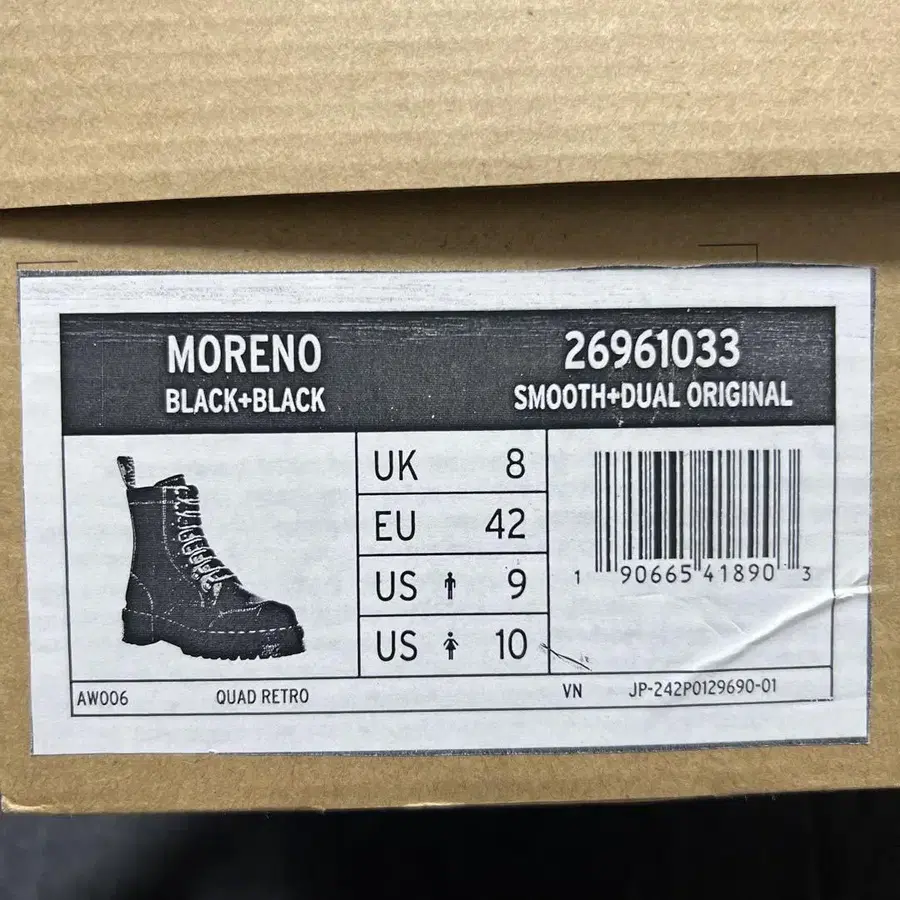 MORENO
BLACK+BLACK
26961033
SMOOTH+DUAL ORIGINAL
UK 8
EU 42
US 9
US 10
1 90665 41890 3
AW006 QUAD RETRO VN JP-242P0129690-01